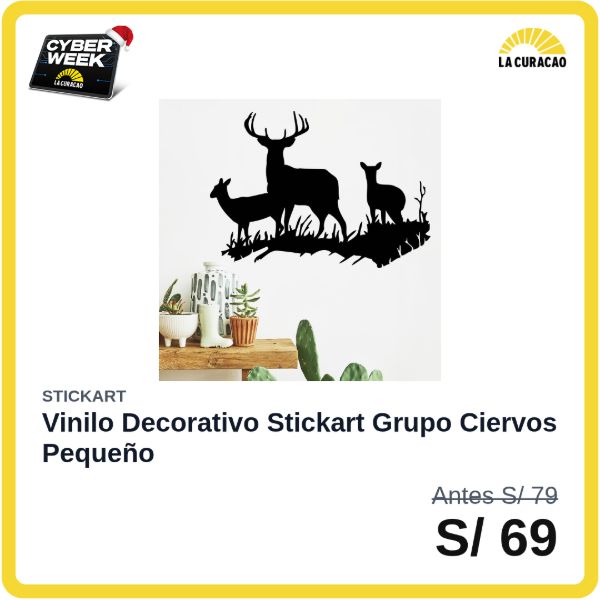 CYBER
WEEK
LA CURACAO
LA CURACAO
STICKART
Vinilo Decorativo Stickart Grupo Ciervos
Pequeño
Antes S/ 79
S/ 69